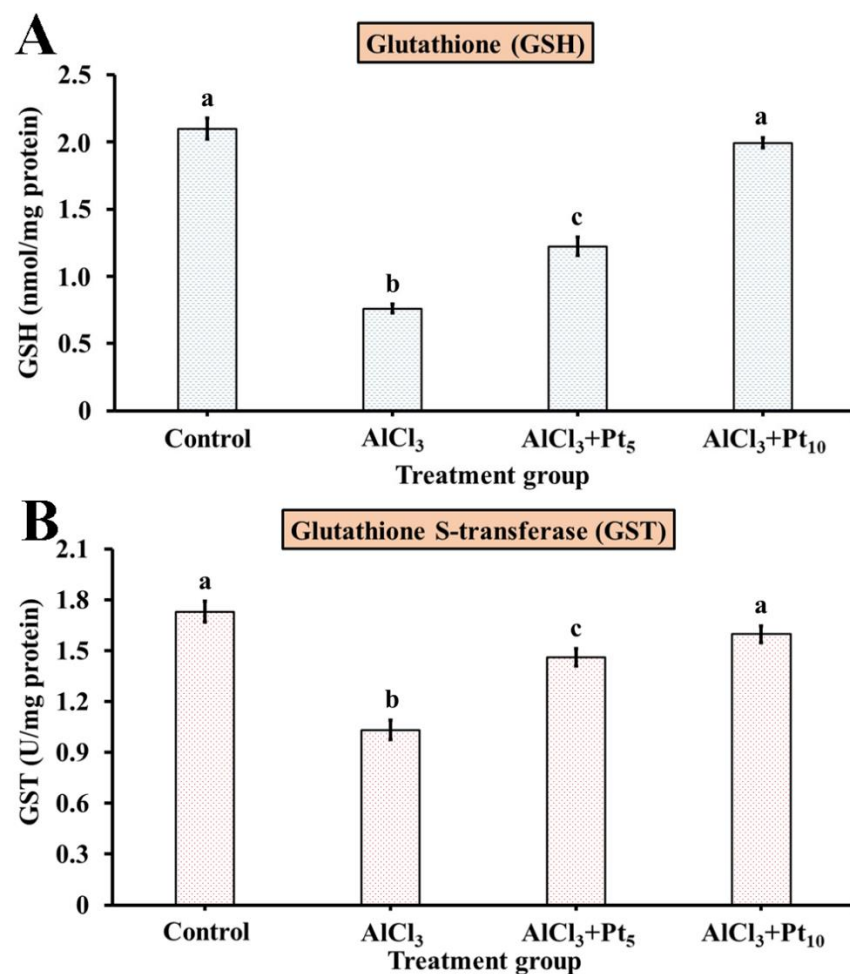 A
Glutathione (GSH)
GSH (nmol/mg protein)
2.5
2.0
1.5
1.0
0.5
0
a
b
c
a
Control AlCl₃ AlCl₃+Pt₅ AlCl₃+Pt₁₀
Treatment group
B
Glutathione S-transferase (GST)
GST (U/mg protein)
2.1
1.8
1.5
1.2
0.9
0.6
0.3
0
a
b
c
a
Control AlCl₃ AlCl₃+Pt₅ AlCl₃+Pt₁₀
Treatment group